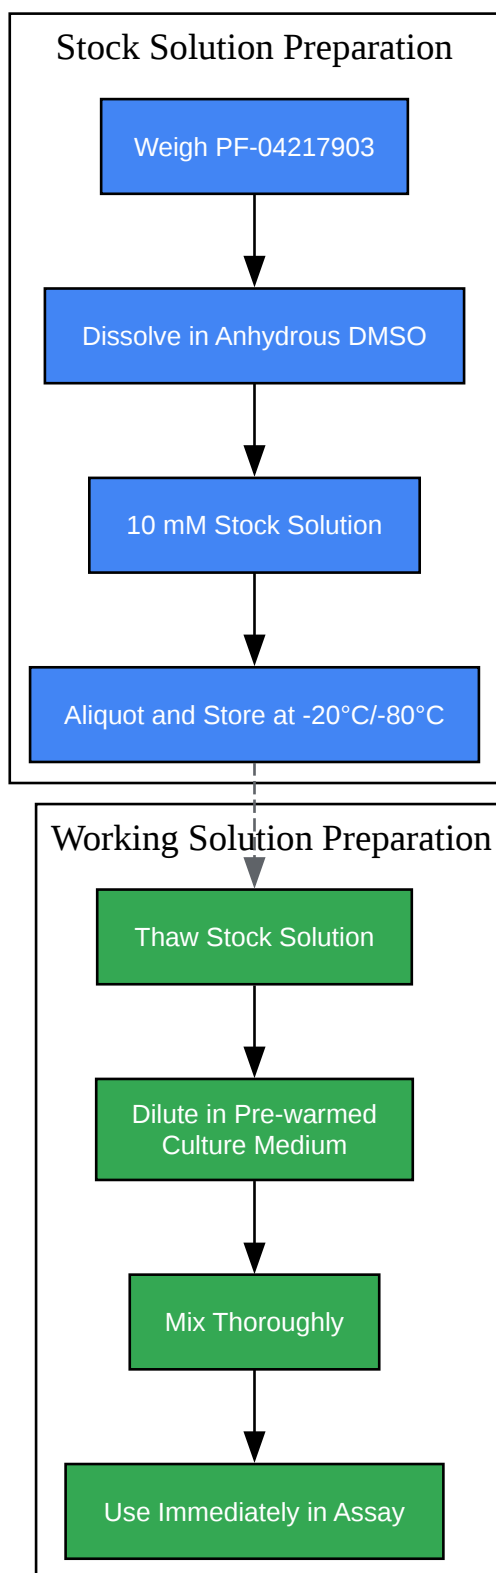 Stock Solution Preparation
Weigh PF-04217903
Dissolve in Anhydrous DMSO
10 mM Stock Solution
Aliquot and Store at -20°C/-80°C
Working Solution Preparation
Thaw Stock Solution
Dilute in Pre-warmed
Culture Medium
Mix Thoroughly
Use Immediately in Assay